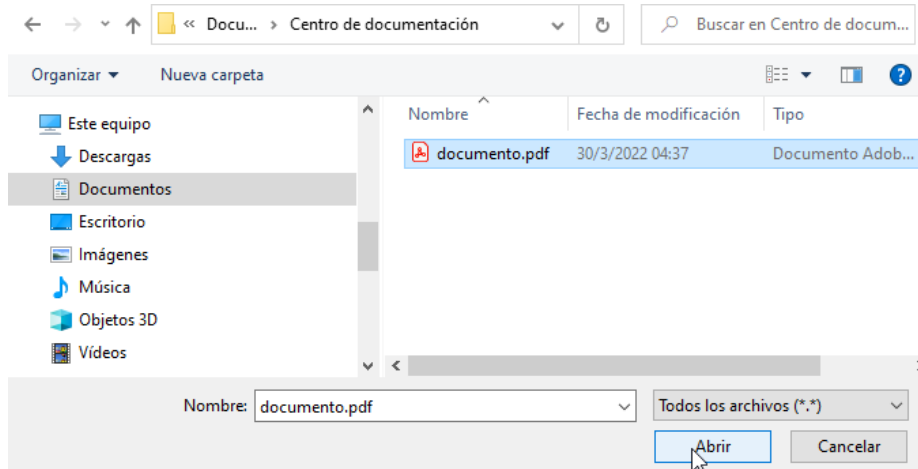 « Docu... › Centro de documentación
Buscar en Centro de docum...
Organizar Nueva carpeta
?
Este equipo
Descargas
Documentos
Escritorio
Imágenes
Música
Objetos 3D
Vídeos
Nombre Fecha de modificación Tipo
documento.pdf 30/3/2022 04:37 Documento Adob...
Nombre: documento.pdf Todos los archivos (*.*)
Abrir Cancelar